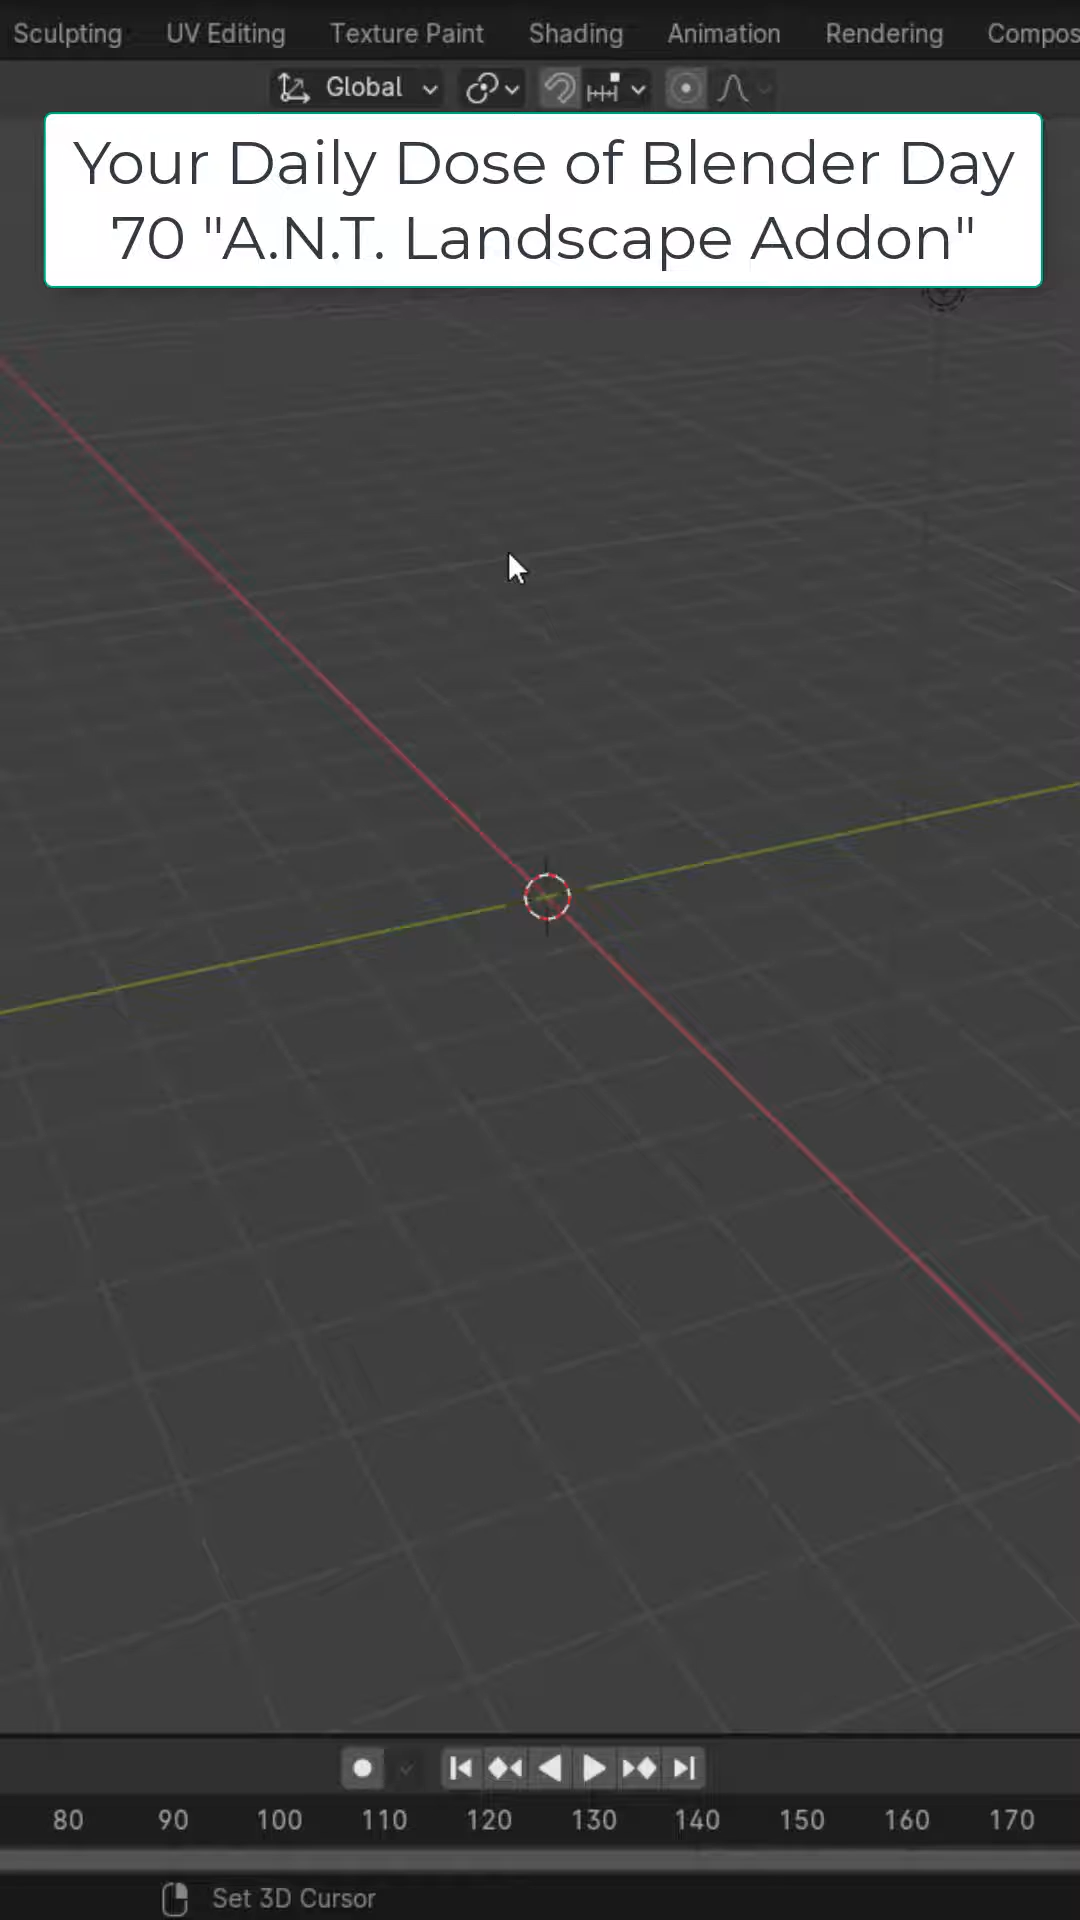 Sculpting UV Editing Texture Paint Shading Animation Rendering Compos
Global
Your Daily Dose of Blender Day
70 "A.N.T. Landscape Addon"
80 90 100 110 120 130 140 150 160 170
Set 3D Cursor